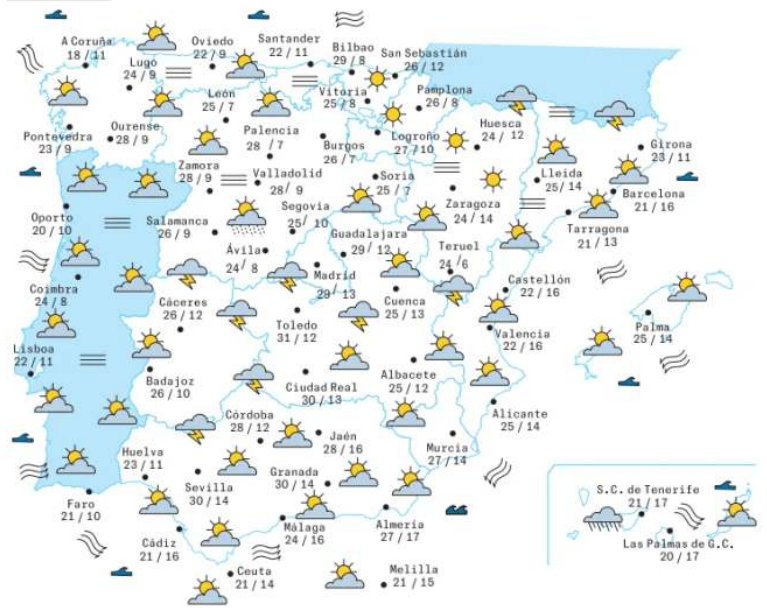 A Coruña
18 / 11
Oviedo
22 / 9
Santander
22 / 11
Bilbao
29 / 8
San Sebastián
26 / 12
Lugo
24 / 9
Vitoria
25 / 8
Pamplona
26 / 8
León
25 / 7
Pontevedra
23 / 9
Ourense
28 / 9
Palencia
28 / 7
Burgos
26 / 7
Logroño
27 / 10
Huesca
24 / 12
Girona
23 / 11
Zamora
28 / 9
Valladolid
28 / 9
Soria
25 / 7
Lleida
25 / 14
Barcelona
21 / 16
Oporto
20 / 10
Salamanca
26 / 9
Segovia
25 / 10
Zaragoza
24 / 14
Tarragona
21 / 13
Ávila
24 / 8
Guadalajara
29 / 12
Teruel
24 / 6
Coimbra
24 / 8
Madrid
29 / 13
Castellón
22 / 16
Cáceres
26 / 12
Cuenca
25 / 13
Toledo
31 / 12
Valencia
22 / 16
Palma
25 / 14
Lisboa
22 / 11
Badajoz
26 / 10
Ciudad Real
30 / 13
Albacete
25 / 12
Alicante
25 / 14
Córdoba
28 / 12
Jaén
28 / 16
Murcia
27 / 14
Huelva
23 / 11
Sevilla
30 / 14
Granada
30 / 14
Faro
21 / 10
Málaga
24 / 16
Almería
27 / 17
Cádiz
21 / 16
Ceuta
21 / 14
Melilla
21 / 15
S.C. de Tenerife
21 / 17
Las Palmas de G.C.
20 / 17